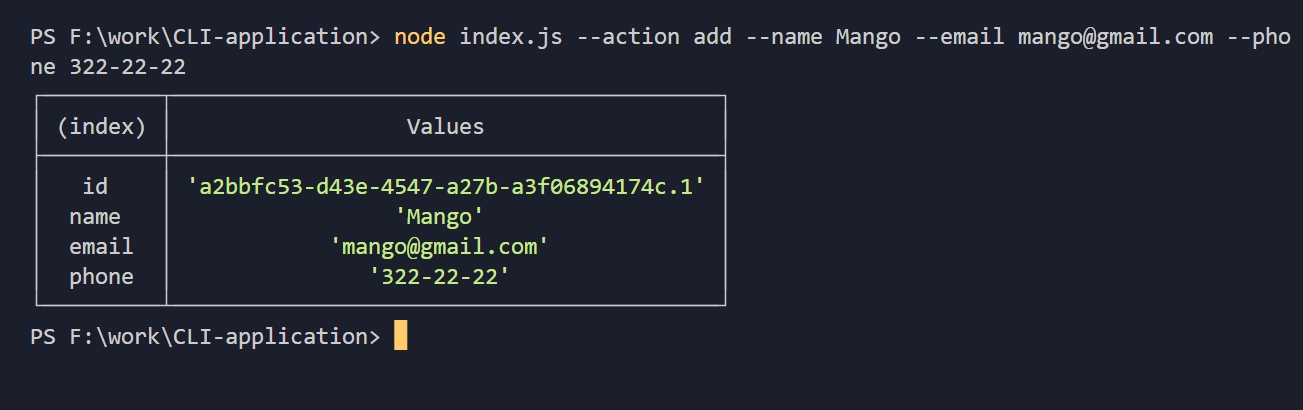 PS F:\work\CLI-application> node index.js --action add --name Mango --email mango@gmail.com --pho
ne 322-22-22
(index) Values
id 'a2bbfc53-d43e-4547-a27b-a3f06894174c.1'
name 'Mango'
email 'mango@gmail.com'
phone '322-22-22'
PS F:\work\CLI-application>